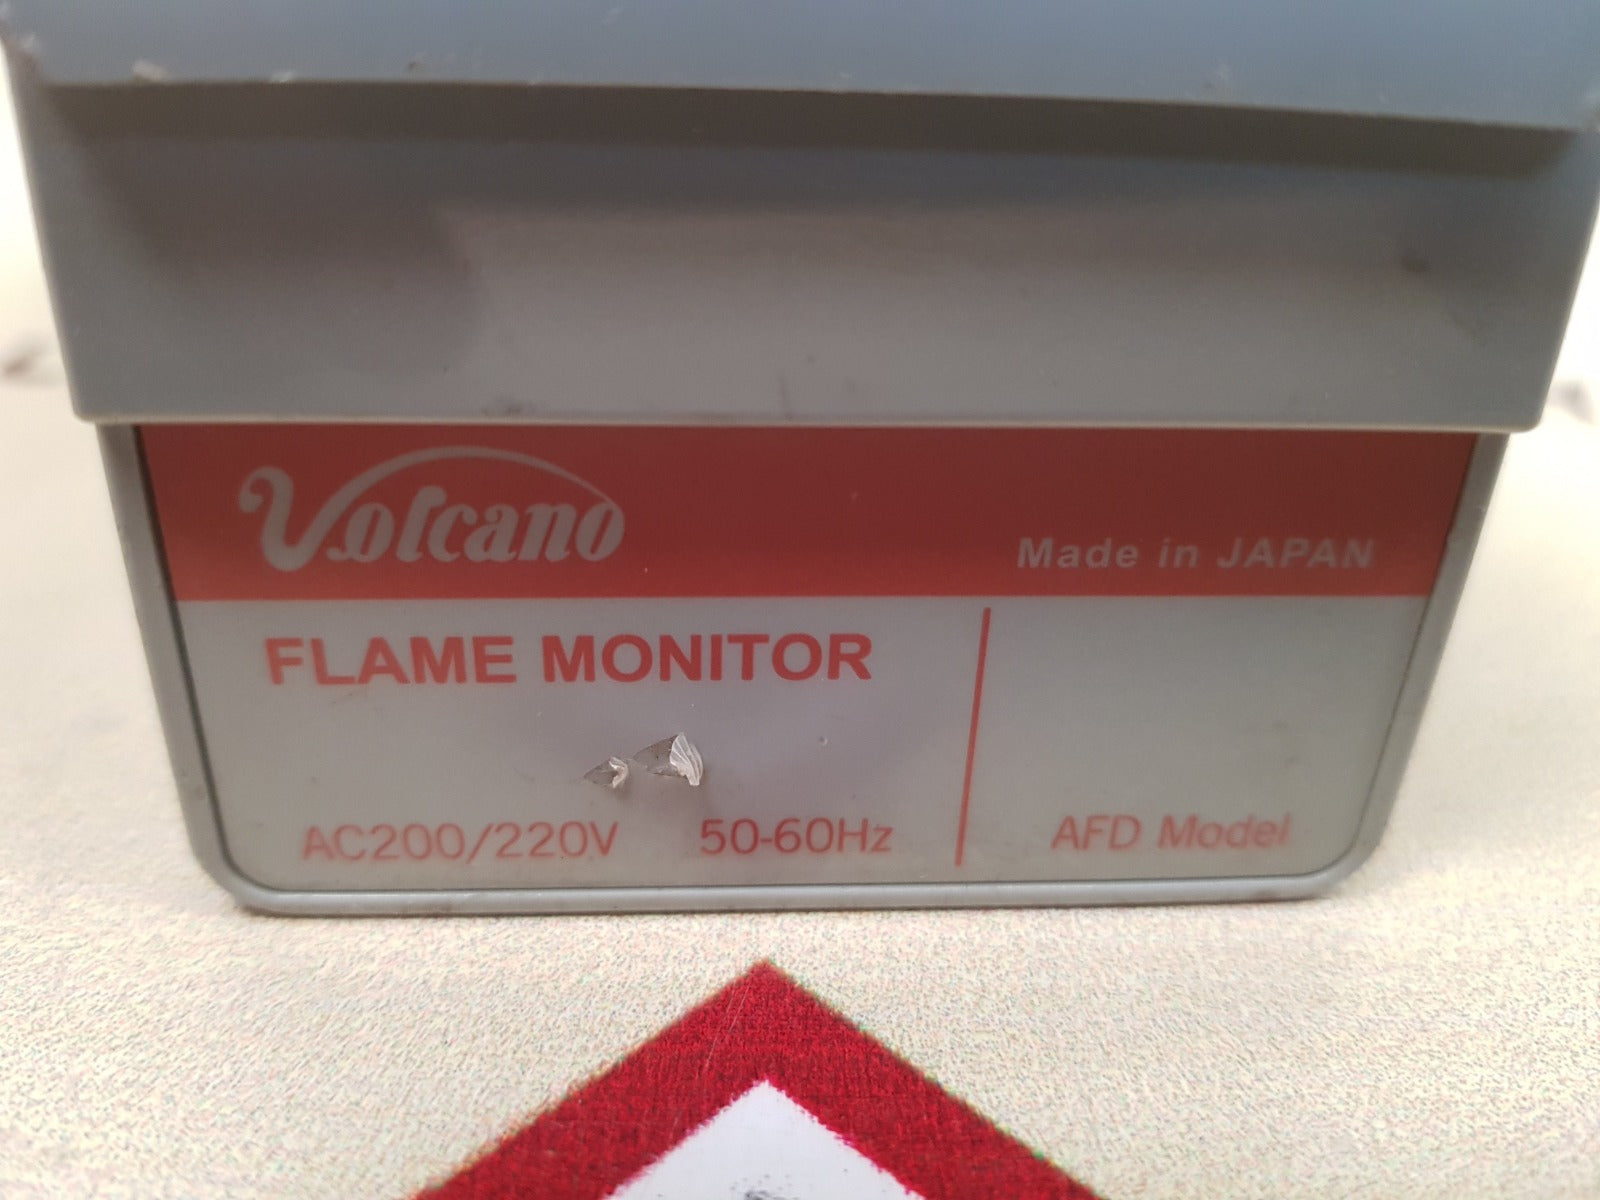 Volcano
Made in JAPAN
FLAME MONITOR
AC200/220V 50-60Hz
AFD Model